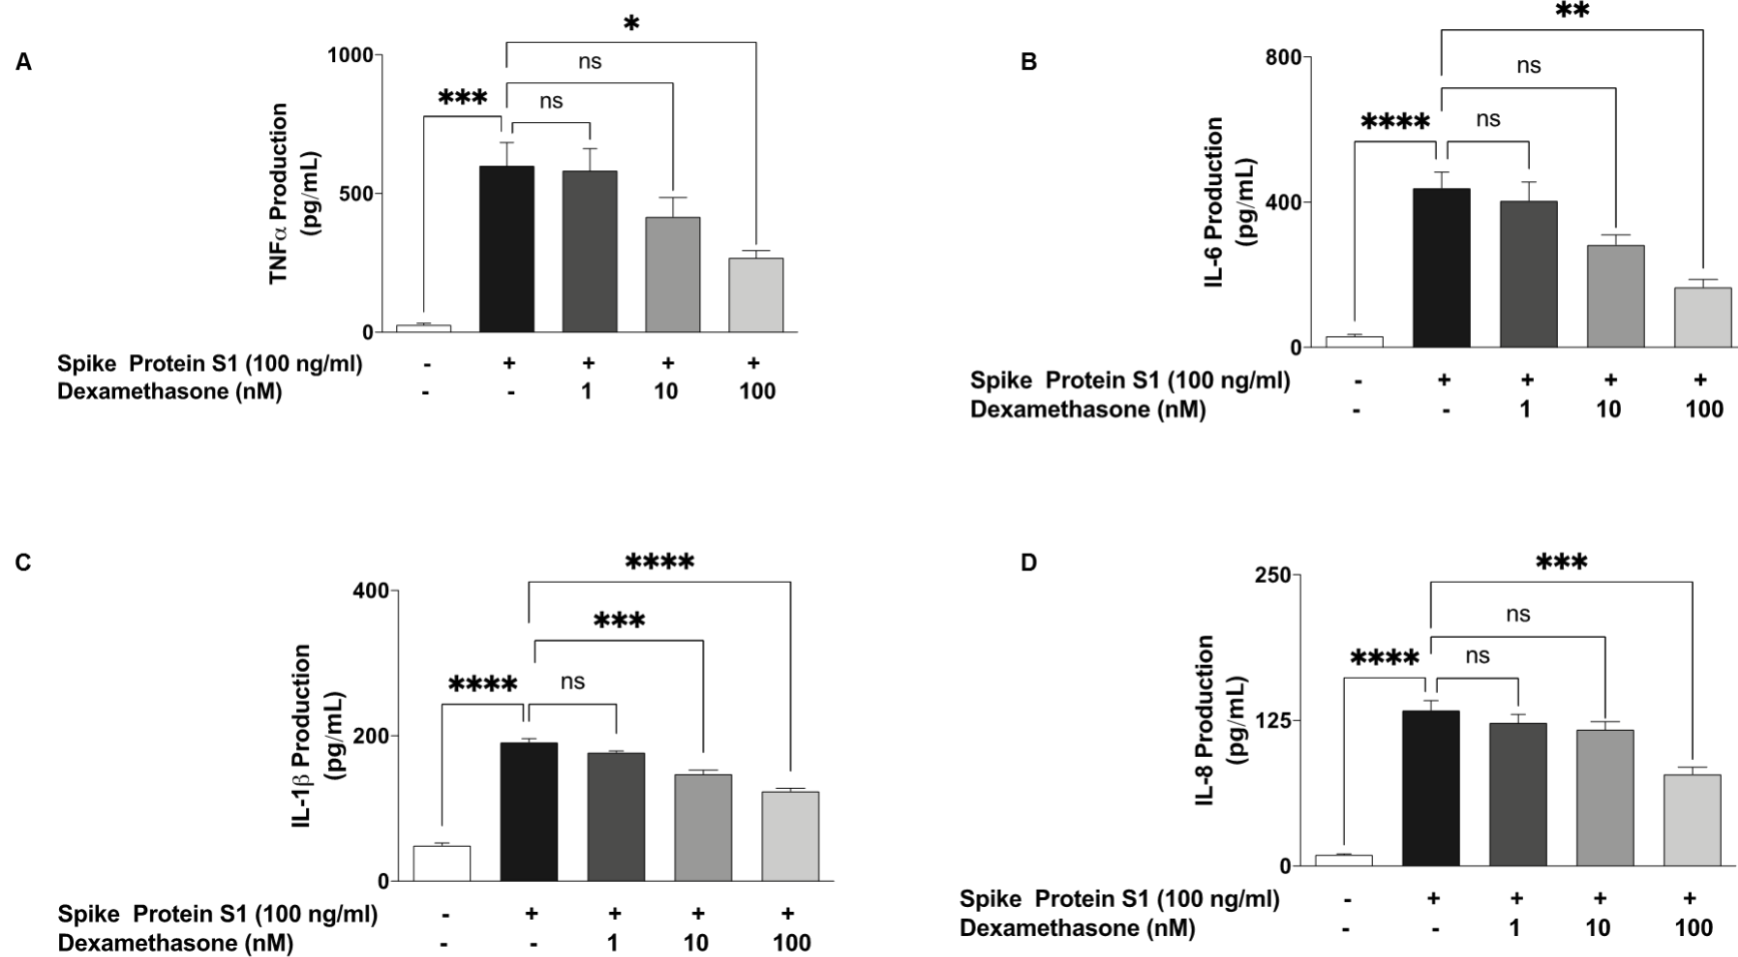 A
TNFα Production
(pg/mL)
1000
500
0
***
ns
ns
*
Spike Protein S1 (100 ng/ml) - + + + +
Dexamethasone (nM) - - 1 10 100
B
IL-6 Production
(pg/mL)
800
400
0
****
ns
ns
**
Spike Protein S1 (100 ng/ml) - + + + +
Dexamethasone (nM) - - 1 10 100
C
IL-1β Production
(pg/mL)
400
200
0
****
ns
***
****
Spike Protein S1 (100 ng/ml) - + + + +
Dexamethasone (nM) - - 1 10 100
D
IL-8 Production
(pg/mL)
250
125
0
****
ns
ns
***
Spike Protein S1 (100 ng/ml) - + + + +
Dexamethasone (nM) - - 1 10 100